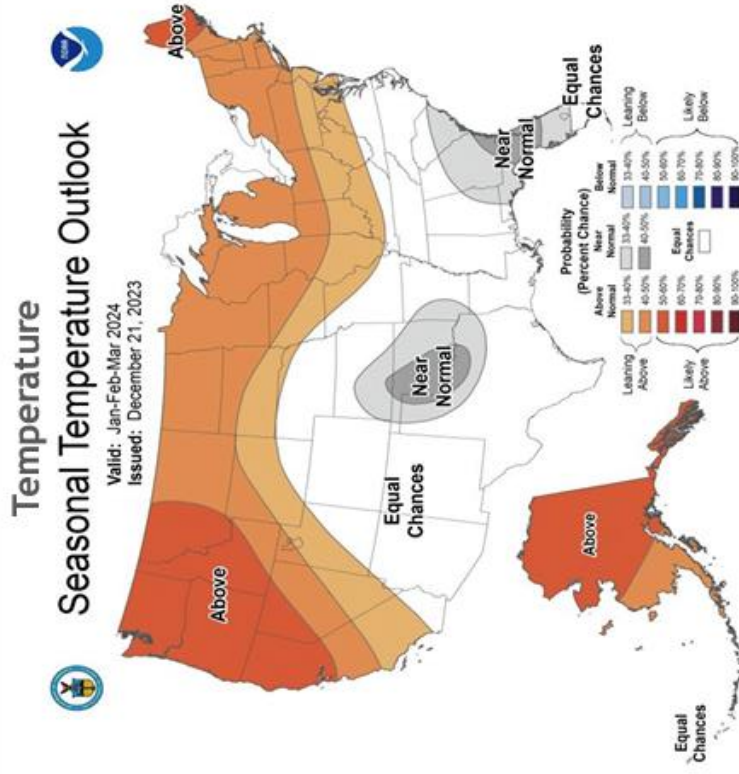 Temperature
Seasonal Temperature Outlook
Valid: Jan-Feb-Mar 2024
Issued: December 21, 2023
Above
Above
Equal
Chances
Near
Normal
Near
Normal
Equal
Chances
Above
Equal
Chances
Probability
(Percent Chance)
Above
Normal
Near
Normal
Below
Normal
Leaning
Above
33-40%
33-40%
33-40%
Leaning
Below
40-50%
40-50%
40-50%
Likely
Above
50-60%
50-60%
Likely
Below
60-70%
60-70%
70-80%
Equal
Chances
70-80%
80-90%
80-90%
90-100%
90-100%